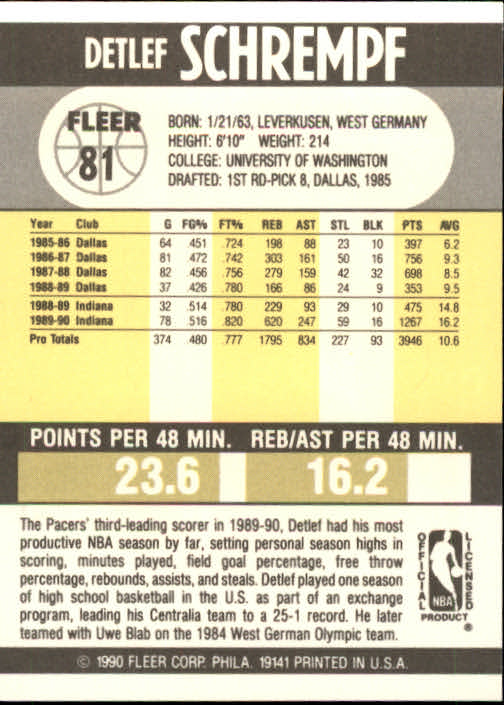 DETLEF SCHREMPF
FLEER
81
BORN: 1/21/63, LEVERKUSEN, WEST GERMANY
HEIGHT: 6'10" WEIGHT: 214
COLLEGE: UNIVERSITY OF WASHINGTON
DRAFTED: 1ST RD-PICK 8, DALLAS, 1985
Year Club G FG% FT% REB AST STL BLK PTS AVG
1985-86 Dallas 64 .451 .724 198 88 23 10 397 6.2
1986-87 Dallas 81 .472 .742 303 161 50 16 756 9.3
1987-88 Dallas 82 .456 .756 279 159 42 32 698 8.5
1988-89 Dallas 37 .426 .780 166 86 24 9 353 9.5
1988-89 Indiana 32 .514 .780 229 93 29 10 475 14.8
1989-90 Indiana 78 .516 .820 620 247 59 16 1267 16.2
Pro Totals 374 .480 .777 1795 834 227 93 3946 10.6
POINTS PER 48 MIN. REB/AST PER 48 MIN.
23.6 16.2
The Pacers' third-leading scorer in 1989-90, Detlef had his most
productive NBA season by far, setting personal season highs in
scoring, minutes played, field goal percentage, free throw
percentage, rebounds, assists, and steals. Detlef played one season
of high school basketball in the U.S. as part of an exchange
program, leading his Centralia team to a 25-1 record. He later
teamed with Uwe Blab on the 1984 West German Olympic team.
OFFICIAL
NBA
LICENSED
PRODUCT ®
© 1990 FLEER CORP. PHILA. 19141 PRINTED IN U.S.A.